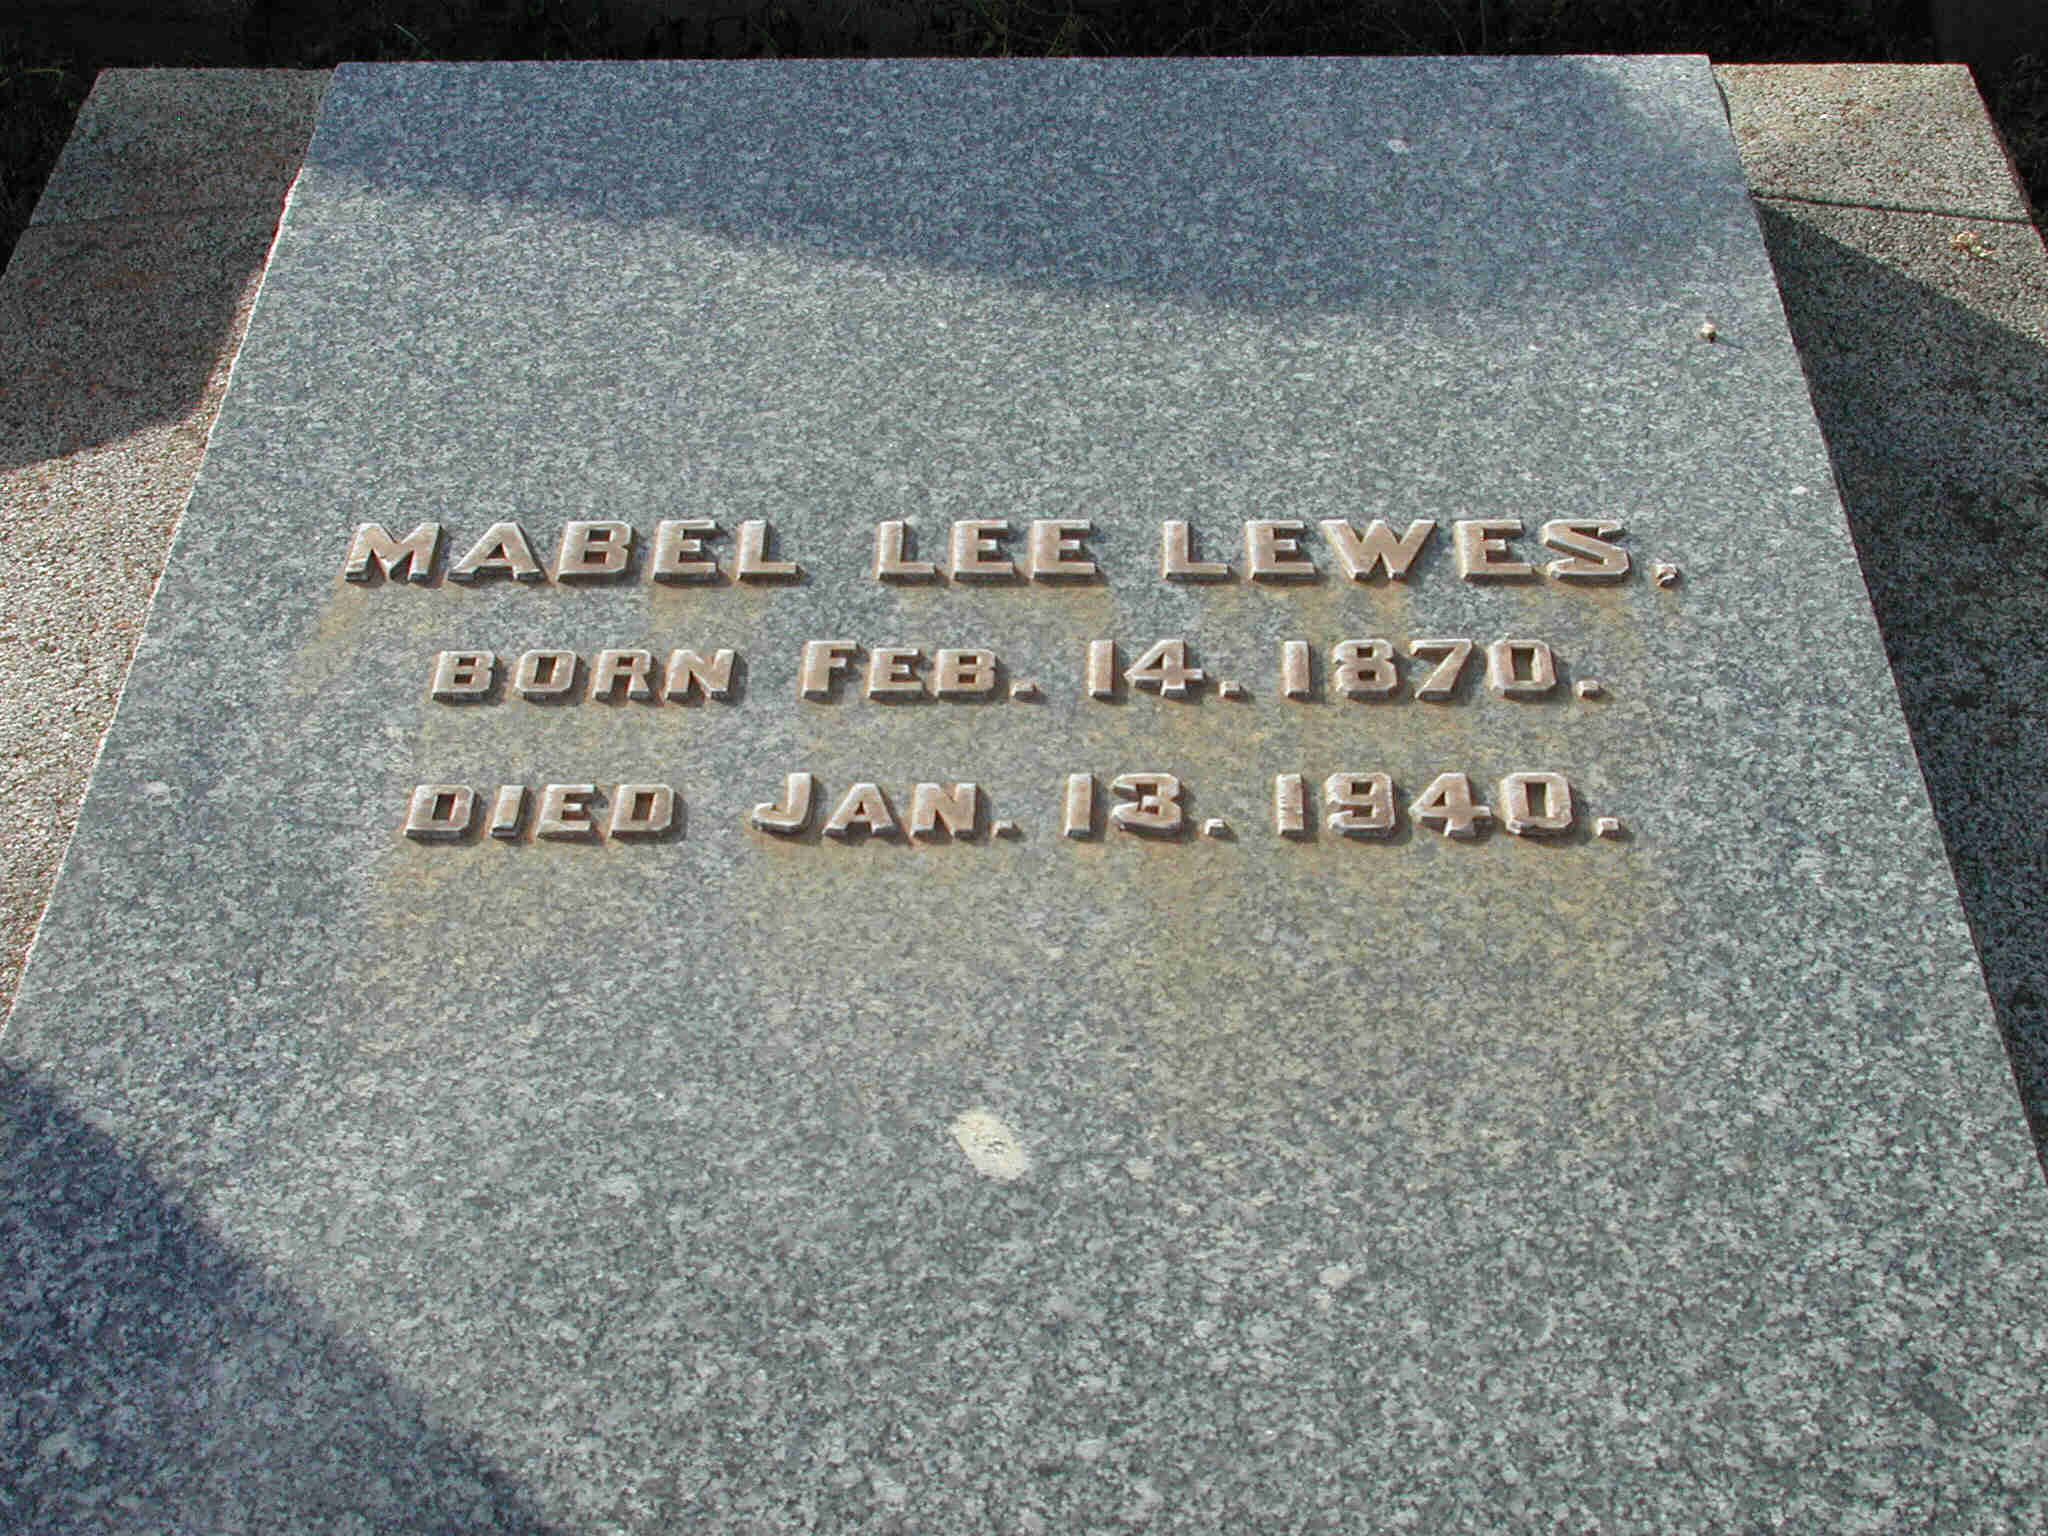 MABEL LEE LEWES.
BORN FEB. 14. 1870.
DIED JAN. 13. 1940.